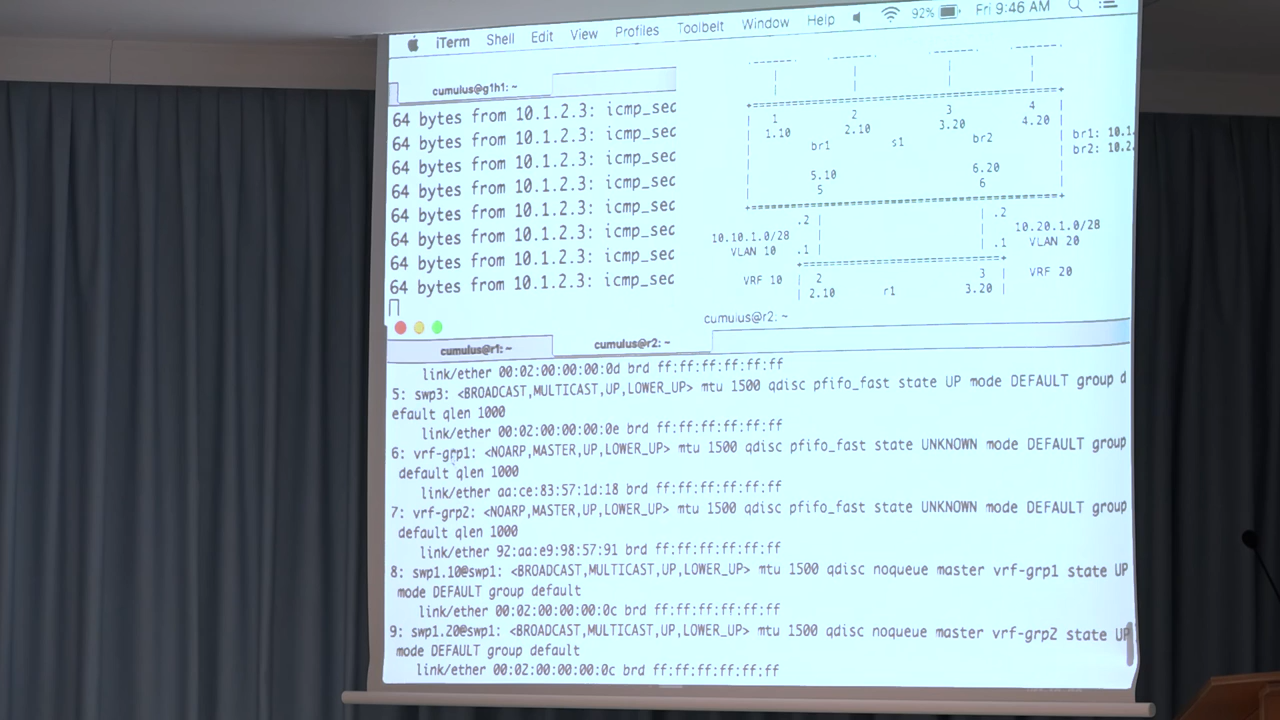 iTerm Shell Edit View Profiles Toolbelt Window Help 92% Fri 9:46 AM
cumulus@g1h1: ~
64 bytes from 10.1.2.3: icmp_sec
64 bytes from 10.1.2.3: icmp_sec
64 bytes from 10.1.2.3: icmp_sec
64 bytes from 10.1.2.3: icmp_sec
64 bytes from 10.1.2.3: icmp_sec
64 bytes from 10.1.2.3: icmp_sec
64 bytes from 10.1.2.3: icmp_sec
64 bytes from 10.1.2.3: icmp_sec
1 2 3 4
1.10 2.10 3.20 4.20
br1 s1 br2
br1: 10.1.
br2: 10.2.
5.10 6.20
5 6
.2 .2
10.10.1.0/28 10.20.1.0/28
VLAN 10 .1 .1 VLAN 20
VRF 10 2 3 VRF 20
2.10 r1 3.20
cumulus@r2: ~
cumulus@r1: ~ cumulus@r2: ~
link/ether 00:02:00:00:00:0d brd ff:ff:ff:ff:ff:ff
5: swp3: <BROADCAST,MULTICAST,UP,LOWER_UP> mtu 1500 qdisc pfifo_fast state UP mode DEFAULT group d
efault qlen 1000
link/ether 00:02:00:00:00:0e brd ff:ff:ff:ff:ff:ff
6: vrf-grp1: <NOARP,MASTER,UP,LOWER_UP> mtu 1500 qdisc pfifo_fast state UNKNOWN mode DEFAULT group
default qlen 1000
link/ether aa:ce:83:57:1d:18 brd ff:ff:ff:ff:ff:ff
7: vrf-grp2: <NOARP,MASTER,UP,LOWER_UP> mtu 1500 qdisc pfifo_fast state UNKNOWN mode DEFAULT group
default qlen 1000
link/ether 92:aa:e9:98:57:91 brd ff:ff:ff:ff:ff:ff
8: swp1.10@swp1: <BROADCAST,MULTICAST,UP,LOWER_UP> mtu 1500 qdisc noqueue master vrf-grp1 state UP
mode DEFAULT group default
link/ether 00:02:00:00:00:0c brd ff:ff:ff:ff:ff:ff
9: swp1.20@swp1: <BROADCAST,MULTICAST,UP,LOWER_UP> mtu 1500 qdisc noqueue master vrf-grp2 state UP
mode DEFAULT group default
link/ether 00:02:00:00:00:0c brd ff:ff:ff:ff:ff:ff